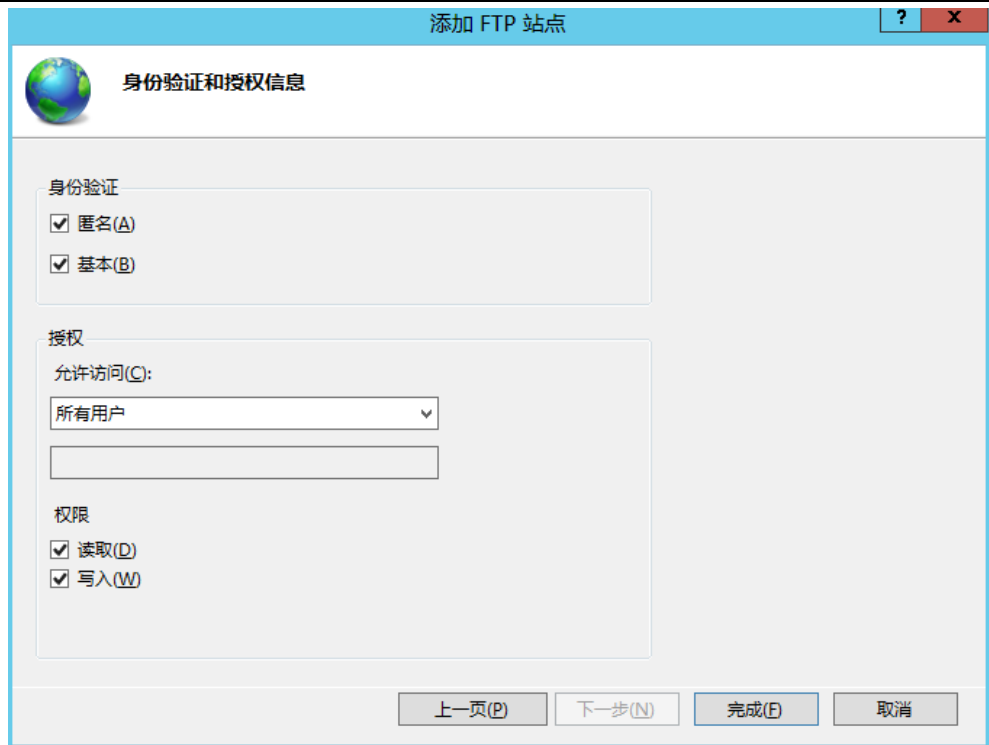 添加 FTP 站点
?
x
身份验证和授权信息
身份验证
匿名(A)
基本(B)
授权
允许访问(C):
所有用户
权限
读取(D)
写入(W)
上一页(P) 下一步(N) 完成(F) 取消